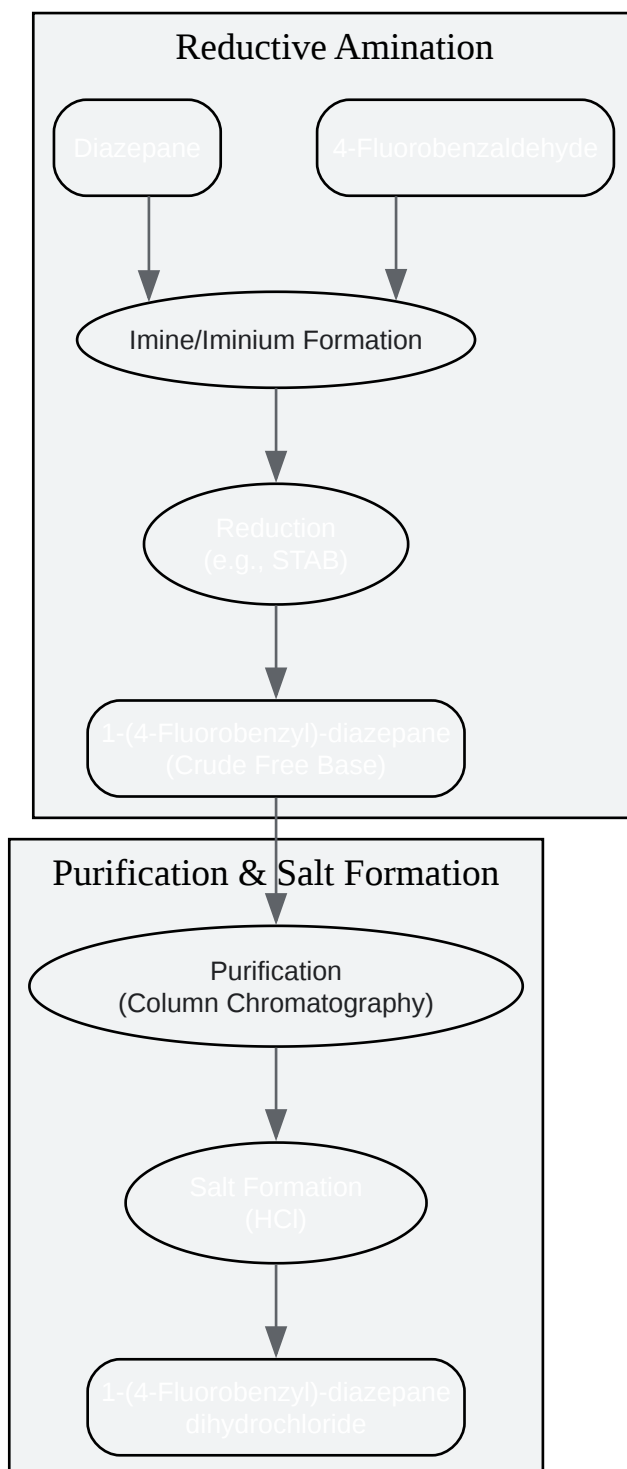 Reductive Amination
Diazepane
4-Fluorobenzaldehyde
Imine/Iminium Formation
Reduction
(e.g., STAB)
1-(4-Fluorobenzyl)-diazepane
(Crude Free Base)
Purification & Salt Formation
Purification
(Column Chromatography)
Salt Formation
(HCl)
1-(4-Fluorobenzyl)-diazepane
dihydrochloride